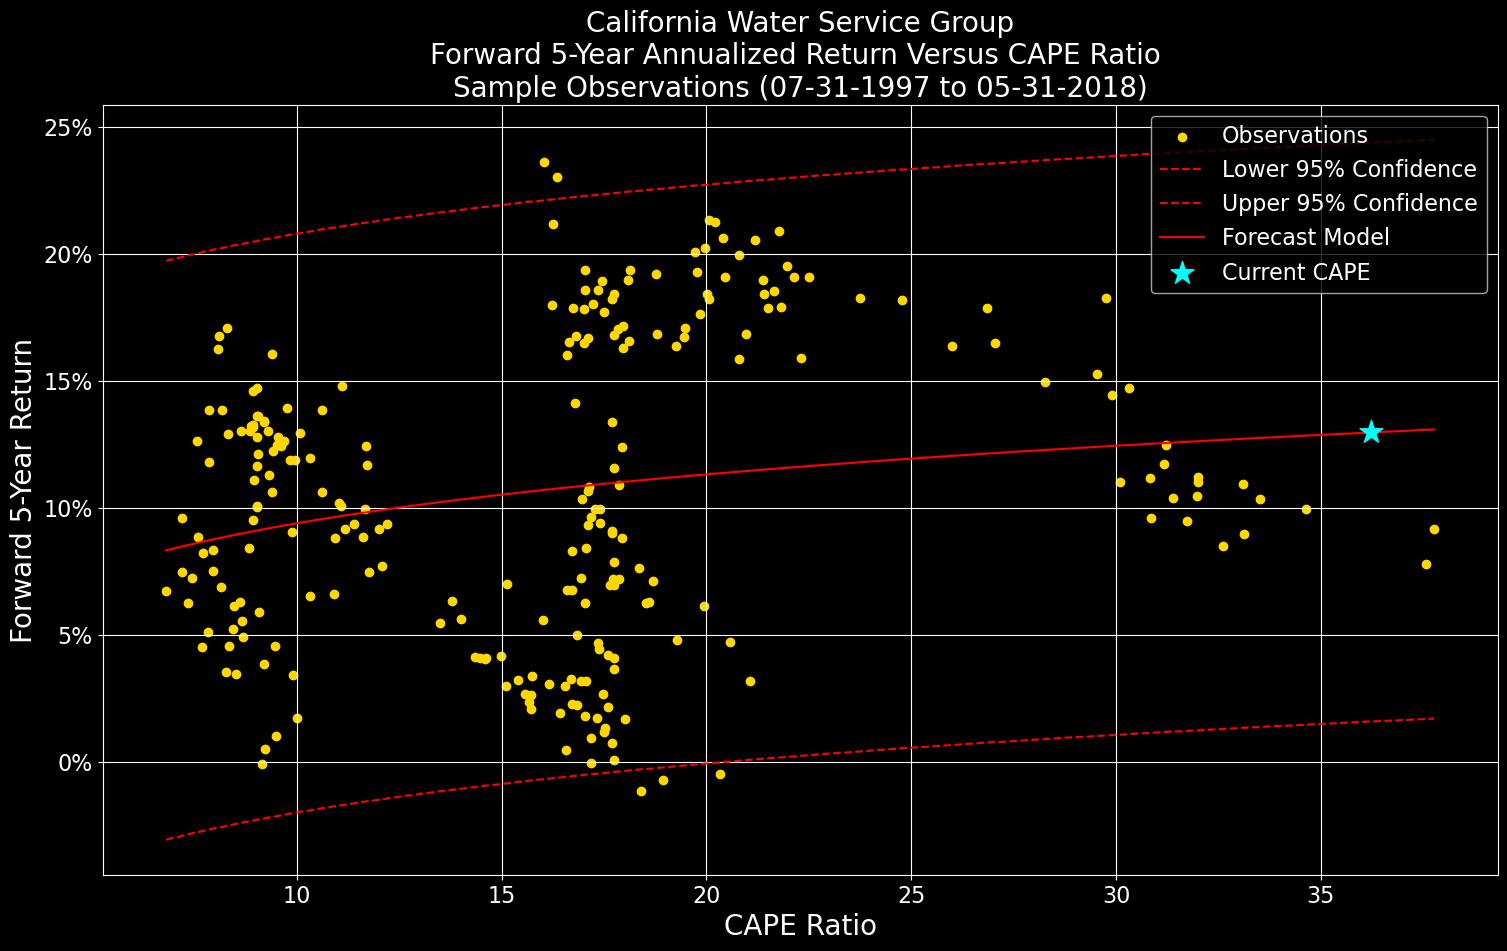 California Water Service Group
Forward 5-Year Annualized Return Versus CAPE Ratio
Sample Observations (07-31-1997 to 05-31-2018)
25%
20%
15%
10%
5%
0%
Forward 5-Year Return
Observations
Lower 95% Confidence
Upper 95% Confidence
Forecast Model
Current CAPE
10 15 20 25 30 35
CAPE Ratio